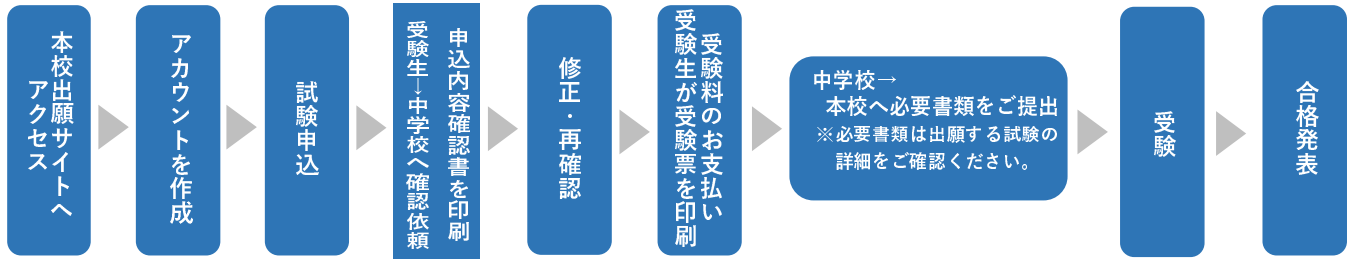 本校出願サイトへ
アクセス
アカウントを作成
試験申込
申込内容確認書を印刷
受験生→中学校へ確認依頼
修正・再確認
受験料のお支払い
受験生が受験票を印刷
中学校→
本校へ必要書類をご提出
※必要書類は出願する試験の
詳細をご確認ください。
受験
合格発表